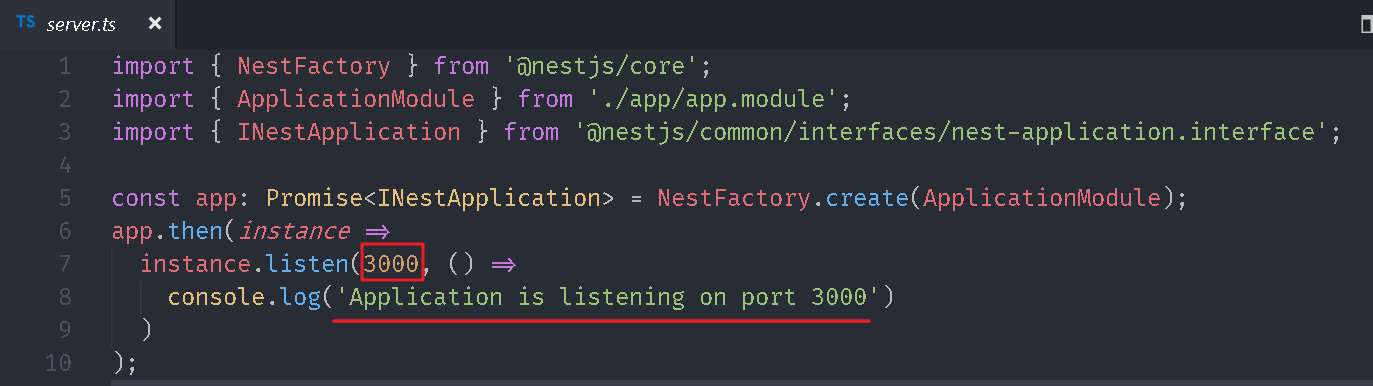 TS server.ts ×
1 import { NestFactory } from '@nestjs/core';
2 import { ApplicationModule } from './app/app.module';
3 import { INestApplication } from '@nestjs/common/interfaces/nest-application.interface';
4
5 const app: Promise<INestApplication> = NestFactory.create(ApplicationModule);
6 app.then(instance =>
7   instance.listen(3000, () =>
8     console.log('Application is listening on port 3000')
9   )
10 );